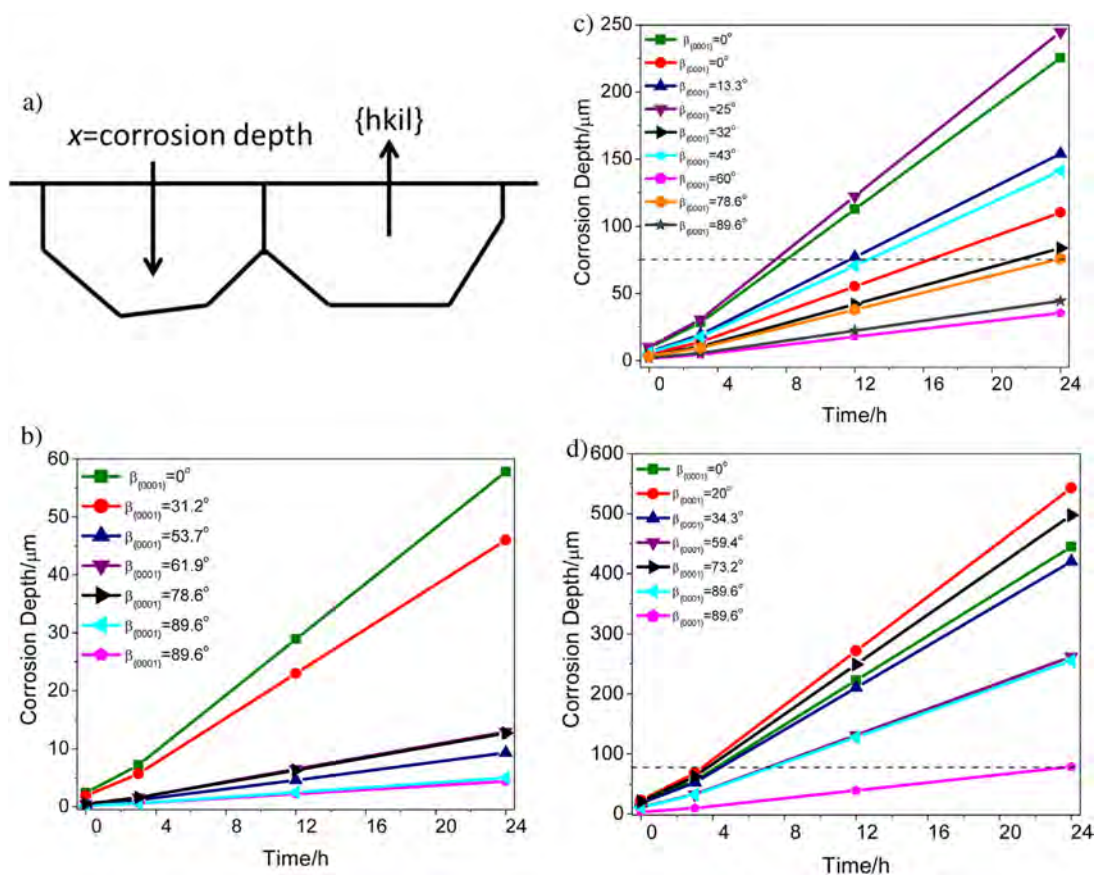 a)
x=corrosion depth
{hkil}
b)
Corrosion Depth/μm
60
50
40
30
20
10
0
β{0001}=0°
β{0001}=31.2°
β{0001}=53.7°
β{0001}=61.9°
β{0001}=78.6°
β{0001}=89.6°
β{0001}=89.6°
0 4 8 12 16 20 24
Time/h
c)
Corrosion Depth/μm
250
200
150
100
50
0
β{0001}=0°
β{0001}=0°
β{0001}=13.3°
β{0001}=25°
β{0001}=32°
β{0001}=43°
β{0001}=60°
β{0001}=78.6°
β{0001}=89.6°
0 4 8 12 16 20 24
Time/h
d)
Corrosion Depth/μm
600
500
400
300
200
100
0
β{0001}=0°
β{0001}=20°
β{0001}=34.3°
β{0001}=59.4°
β{0001}=73.2°
β{0001}=89.6°
β{0001}=89.6°
0 4 8 12 16 20 24
Time/h